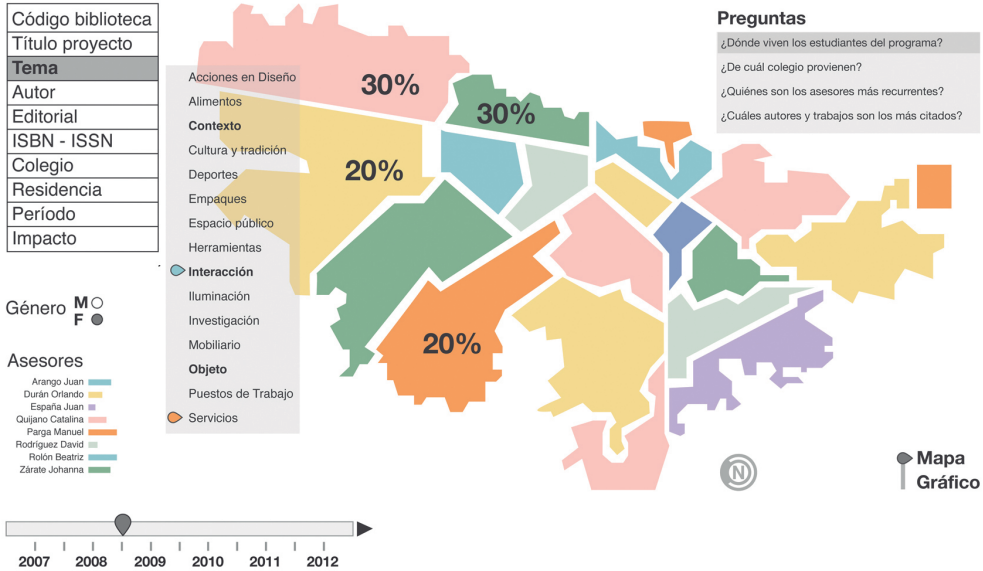 Código biblioteca
Título proyecto
Tema
Autor
Editorial
ISBN - ISSN
Colegio
Residencia
Período
Impacto
Género M
F
Asesores
Arango Juan
Durán Orlando
España Juan
Quijano Catalina
Parga Manuel
Rodríguez David
Rolón Beatriz
Zárate Johanna
Acciones en Diseño
Alimentos
Contexto
Cultura y tradición
Deportes
Empaques
Espacio público
Herramientas
Interacción
Iluminación
Investigación
Mobiliario
Objeto
Puestos de Trabajo
Servicios
30%
30%
20%
20%
Preguntas
¿Dónde viven los estudiantes del programa?
¿De cuál colegio provienen?
¿Quiénes son los asesores más recurrentes?
¿Cuáles autores y trabajos son los más citados?
N
Mapa
Gráfico
2007 2008 2009 2010 2011 2012